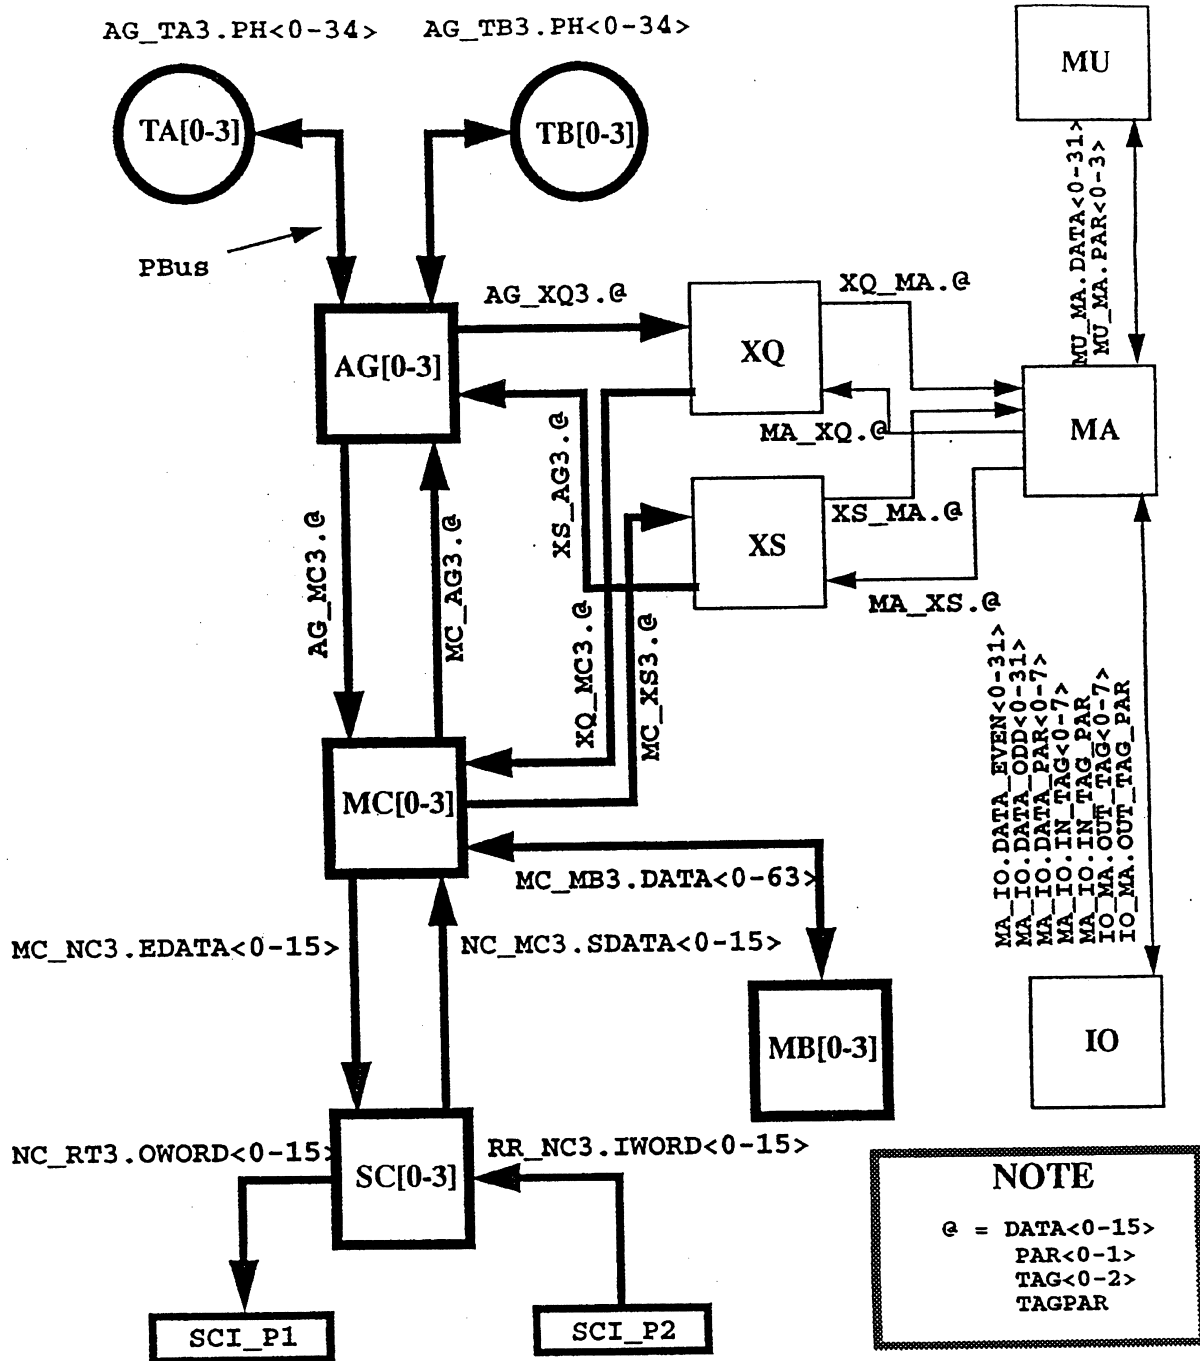 AG_TA3.PH<0-34>
AG_TB3.PH<0-34>
MU
TA[0-3]
TB[0-3]
MU_MA.DATA<0-31>
MU_MA.PAR<0-3>
PBus
AG_XQ3.@
XQ_MA.@
AG[0-3]
XQ
MA_XQ.@
MA
XS_AG3.@
XS_MA.@
XS
AG_MC3.@
MC_AG3.@
MA_XS.@
XQ_MC3.@
MC_XS3.@
MA_IO.DATA_EVEN<0-31>
MA_IO.DATA_ODD<0-31>
MA_IO.DATA_PAR<0-7>
MA_IO.IN_TAG<0-7>
MA_IO.IN_TAG_PAR
IO_MA.OUT_TAG<0-7>
IO_MA.OUT_TAG_PAR
MC[0-3]
MC_MB3.DATA<0-63>
MC_NC3.EDATA<0-15>
NC_MC3.SDATA<0-15>
MB[0-3]
IO
NC_RT3.OWORD<0-15>
RR_NC3.IWORD<0-15>
SC[0-3]
NOTE
@ = DATA<0-15>
PAR<0-1>
TAG<0-2>
TAGPAR
SCI_P1
SCI_P2